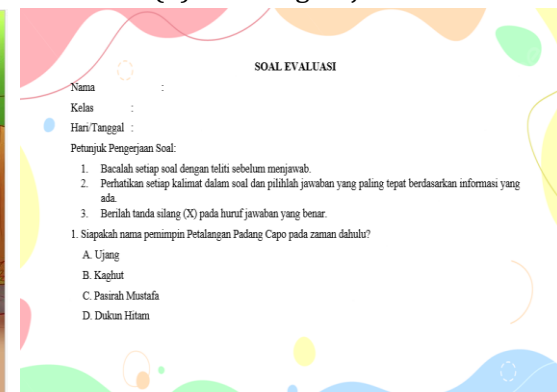 SOAL EVALUASI
Nama :
Kelas :
Hari/Tanggal :
Petunjuk Pengerjaan Soal:
1. Bacalah setiap soal dengan teliti sebelum menjawab.
2. Perhatikan setiap kalimat dalam soal dan pilihlah jawaban yang paling tepat berdasarkan informasi yang
ada.
3. Berilah tanda silang (X) pada huruf jawaban yang benar.
1. Siapakah nama pemimpin Petalangan Padang Capo pada zaman dahulu?
A. Ujang
B. Kaghut
C. Pasirah Mustafa
D. Dukun Hitam